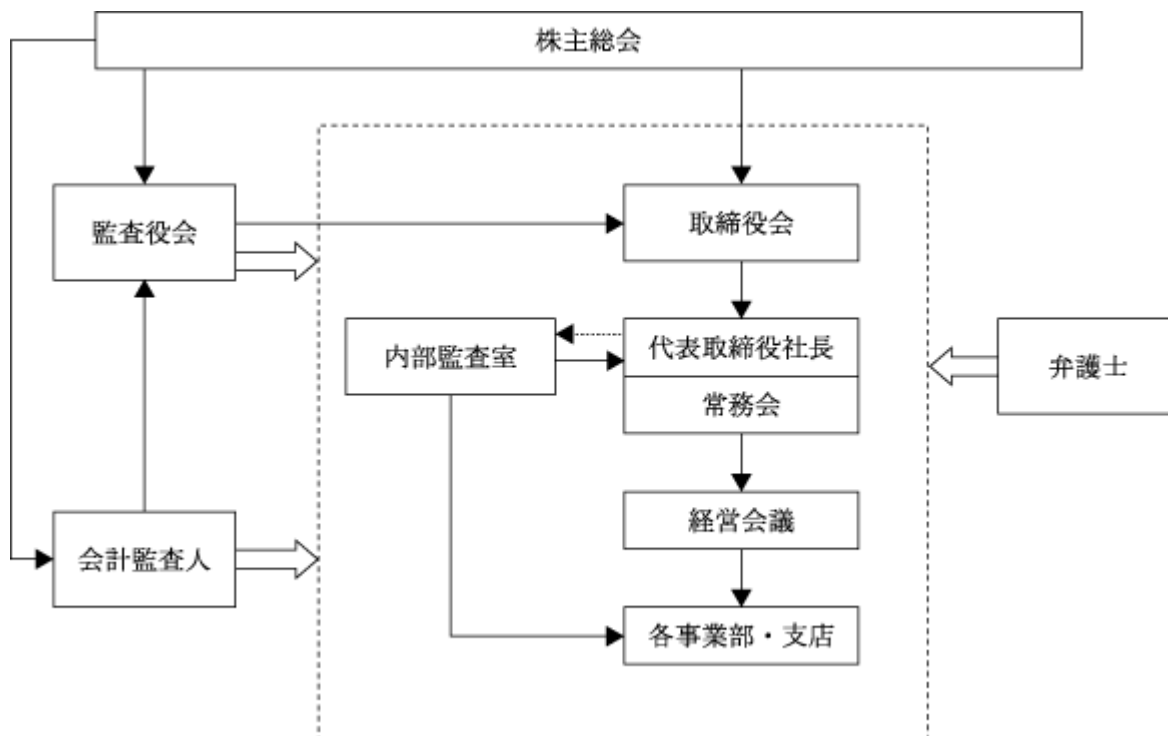 株主総会
監査役会
取締役会
内部監査室
代表取締役社長
常務会
弁護士
経営会議
会計監査人
各事業部・支店